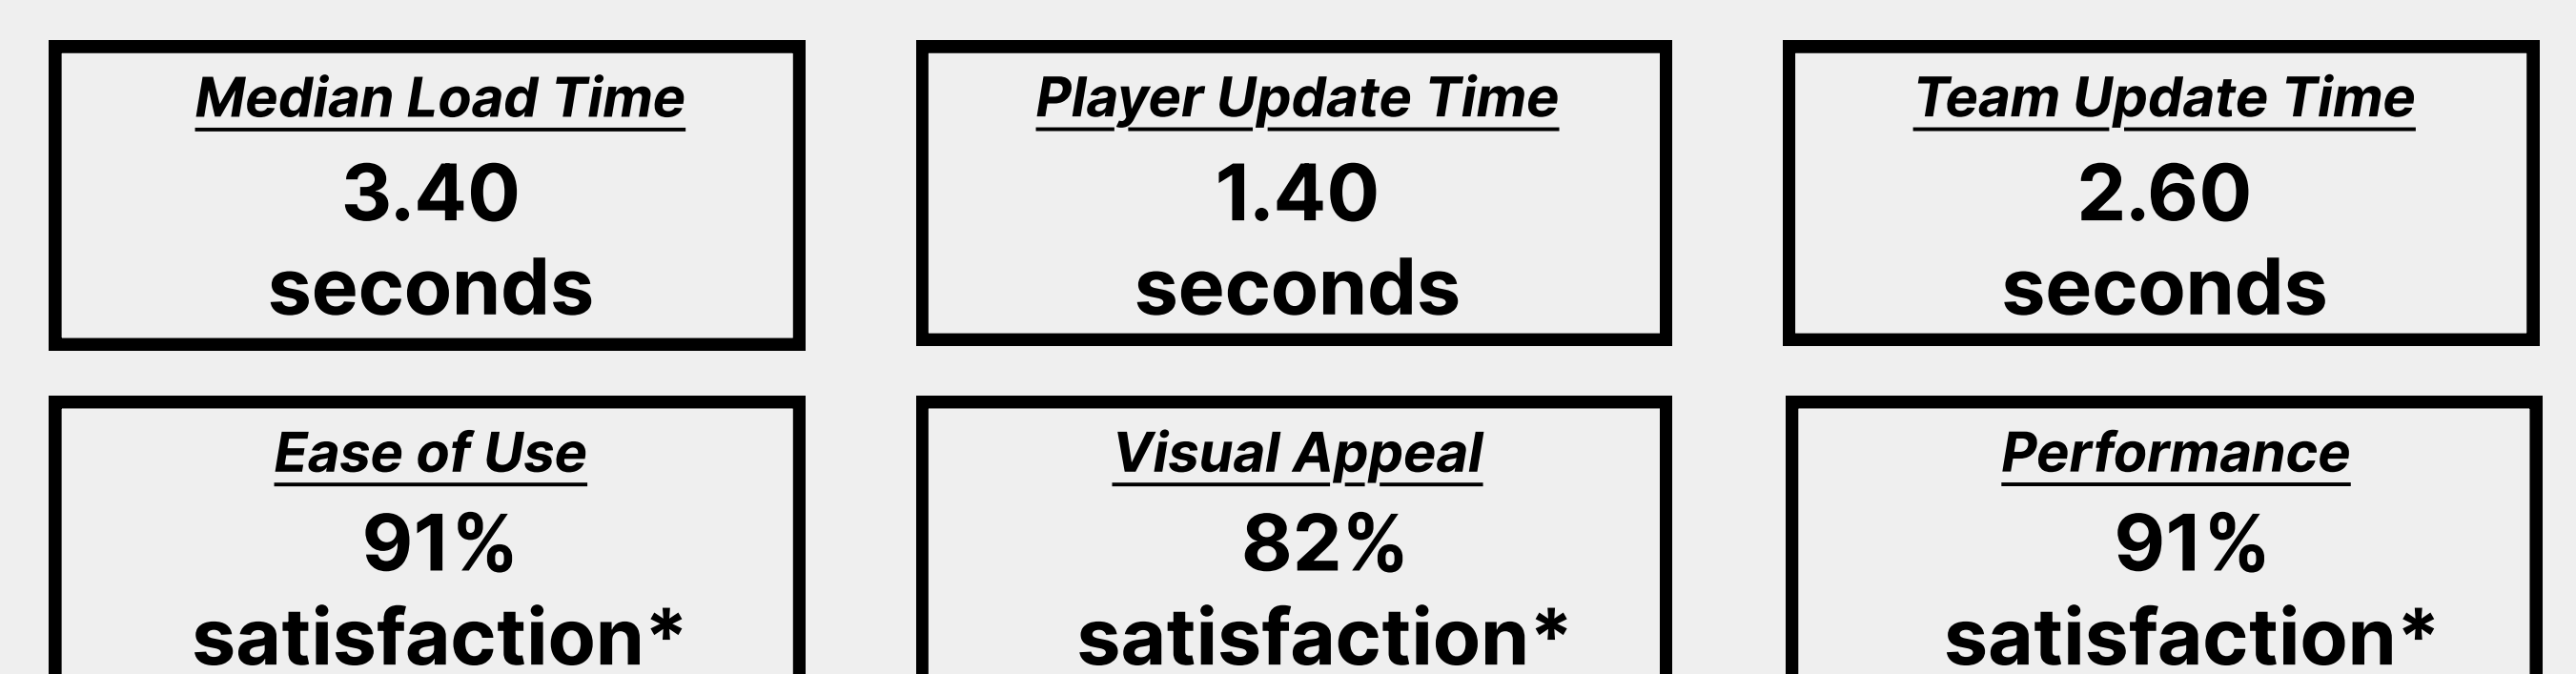 Median Load Time
3.40
seconds
Player Update Time
1.40
seconds
Team Update Time
2.60
seconds
Ease of Use
91%
satisfaction*
Visual Appeal
82%
satisfaction*
Performance
91%
satisfaction*